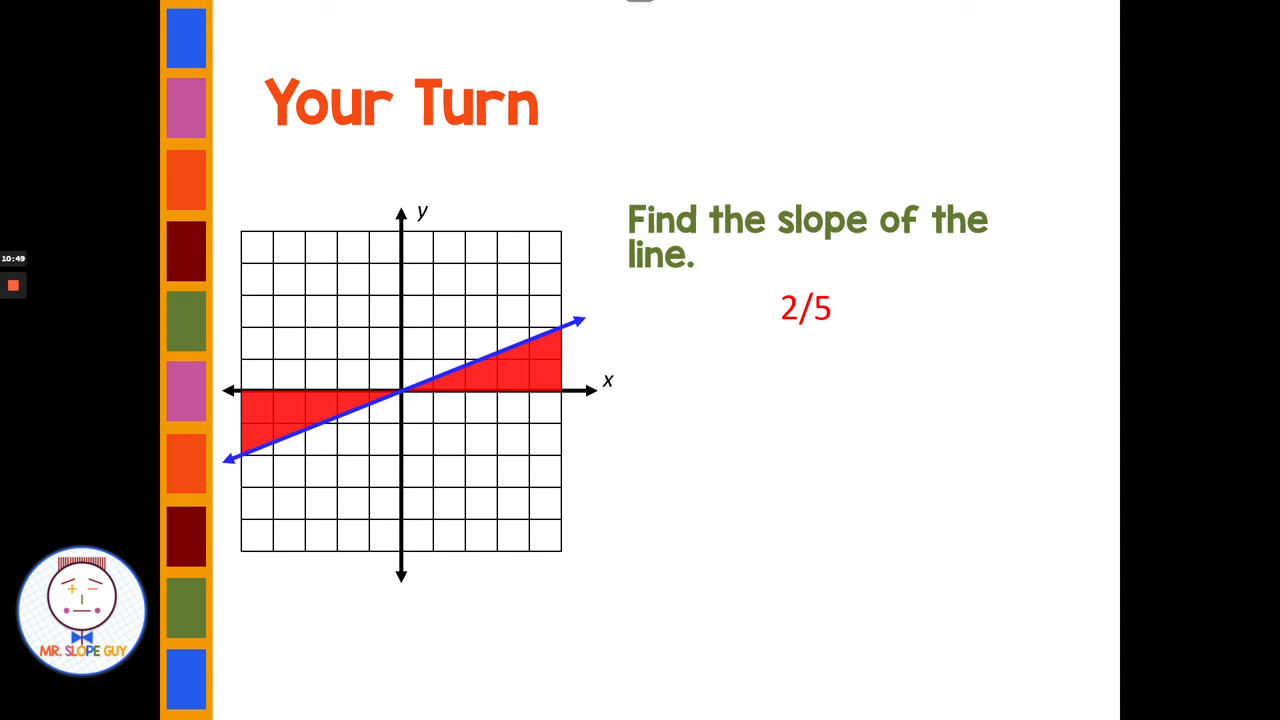 Your Turn
y
Find the slope of the
line.
10:49
2/5
x
MR. SLOPE GUY